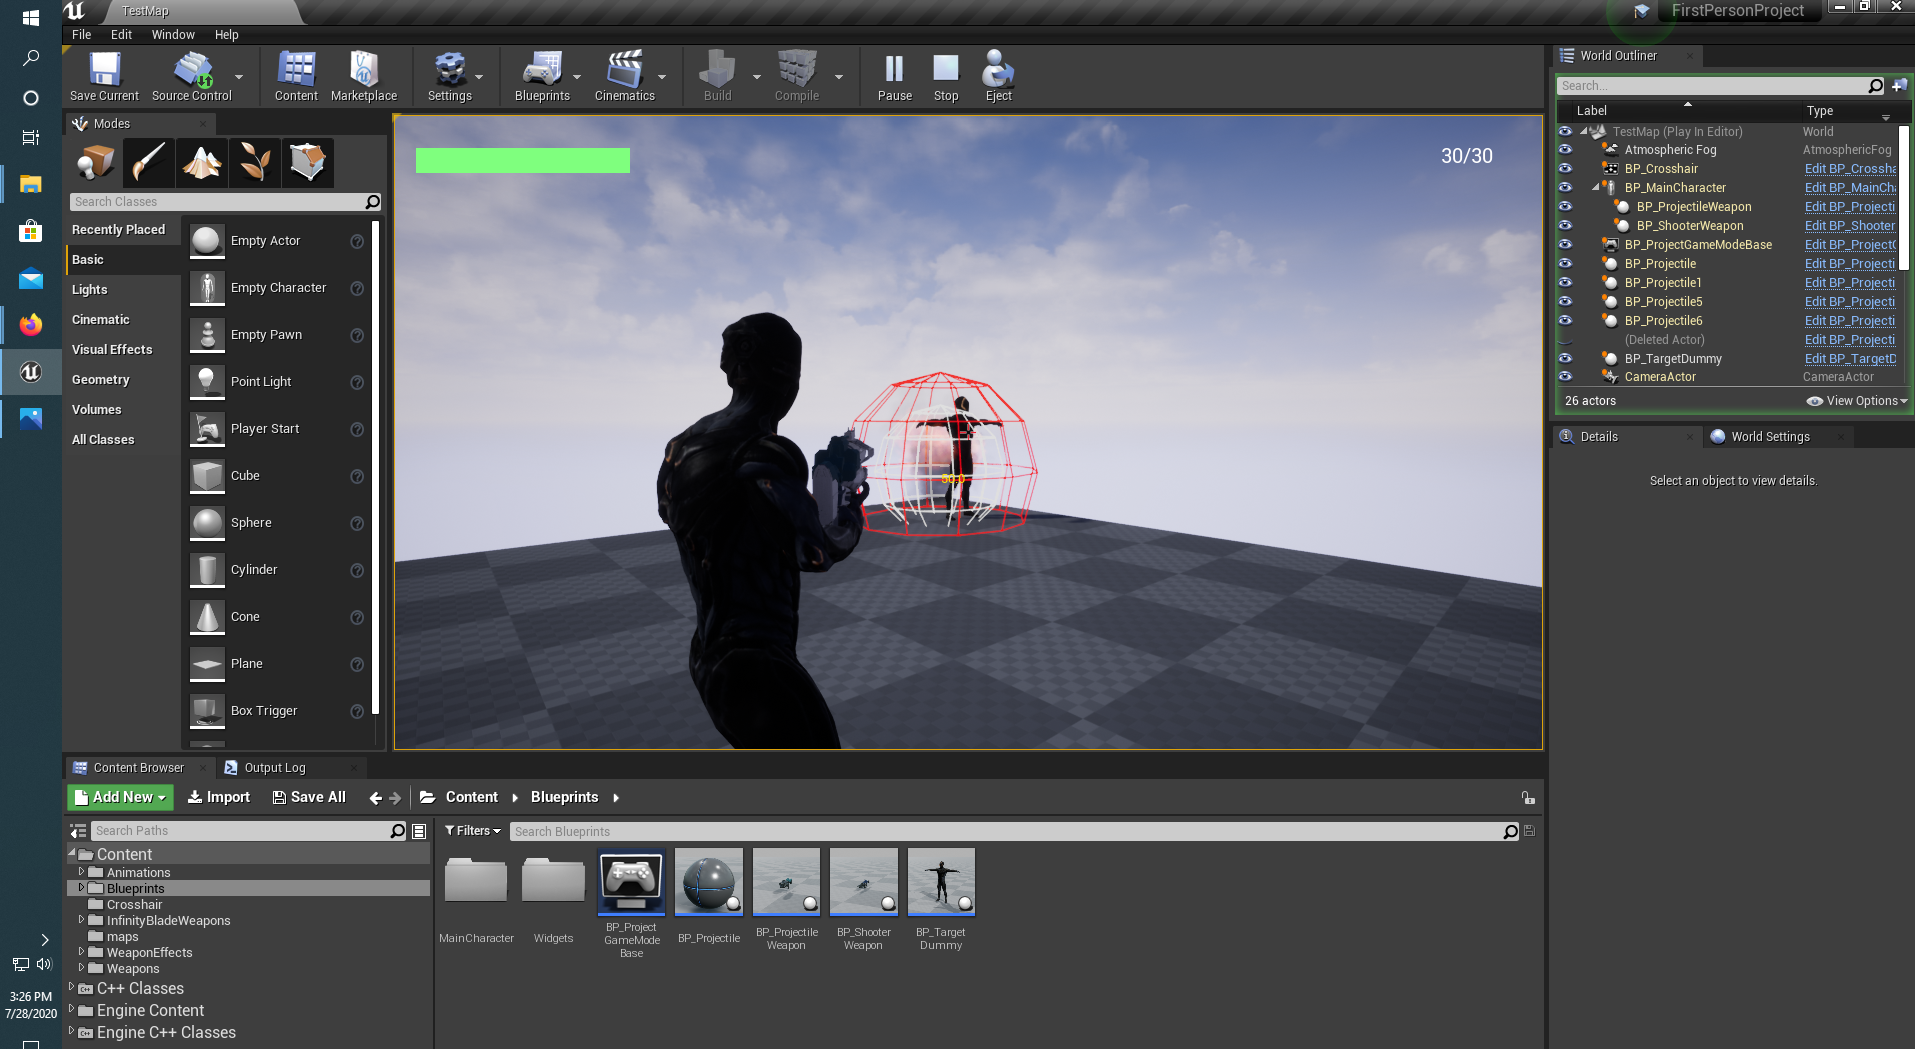 TestMap
FirstPersonProject
File Edit Window Help
Save Current Source Control Content Marketplace Settings Blueprints Cinematics Build Compile Pause Stop Eject
Modes
Search Classes
Recently Placed
Basic
Lights
Cinematic
Visual Effects
Geometry
Volumes
All Classes
Empty Actor
Empty Character
Empty Pawn
Point Light
Player Start
Cube
Sphere
Cylinder
Cone
Plane
Box Trigger
30/30
50.0
World Outliner
Search...
Label Type
TestMap (Play In Editor) World
Atmospheric Fog AtmosphericFog
BP_Crosshair Edit BP_Crossha
BP_MainCharacter Edit BP_MainCha
BP_ProjectileWeapon Edit BP_Projecti
BP_ShooterWeapon Edit BP_Shooter
BP_ProjectGameModeBase Edit BP_ProjectG
BP_Projectile Edit BP_Projecti
BP_Projectile1 Edit BP_Projecti
BP_Projectile5 Edit BP_Projecti
BP_Projectile6 Edit BP_Projecti
(Deleted Actor) Edit BP_Projecti
BP_TargetDummy Edit BP_TargetD
CameraActor CameraActor
26 actors View Options
Details World Settings
Select an object to view details.
Content Browser Output Log
Add New Import Save All Content Blueprints
Search Paths
Filters Search Blueprints
Content
Animations
Blueprints
Crosshair
InfinityBladeWeapons
maps
WeaponEffects
Weapons
C++ Classes
Engine Content
Engine C++ Classes
MainCharacter
Widgets
BP_Project
GameMode
Base
BP_Projectile
BP_Projectile
Weapon
BP_Shooter
Weapon
BP_Target
Dummy
3:26 PM
7/28/2020